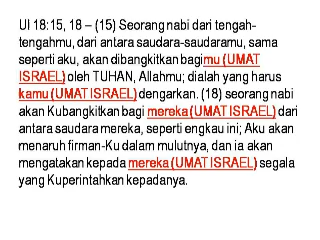 Ul 18:15, 18 – (15) Seorang nabi dari tengah-
tengahmu, dari antara saudara-saudaramu, sama
seperti aku, akan dibangkitkan bagimu (UMAT
ISRAEL) oleh TUHAN, Allahmu; dialah yang harus
kamu (UMAT ISRAEL) dengarkan. (18) seorang nabi
akan Kubangkitkan bagi mereka (UMAT ISRAEL) dari
antara saudara mereka, seperti engkau ini; Aku akan
menaruh firman-Ku dalam mulutnya, dan ia akan
mengatakan kepada mereka (UMAT ISRAEL) segala
yang Kuperintahkan kepadanya.